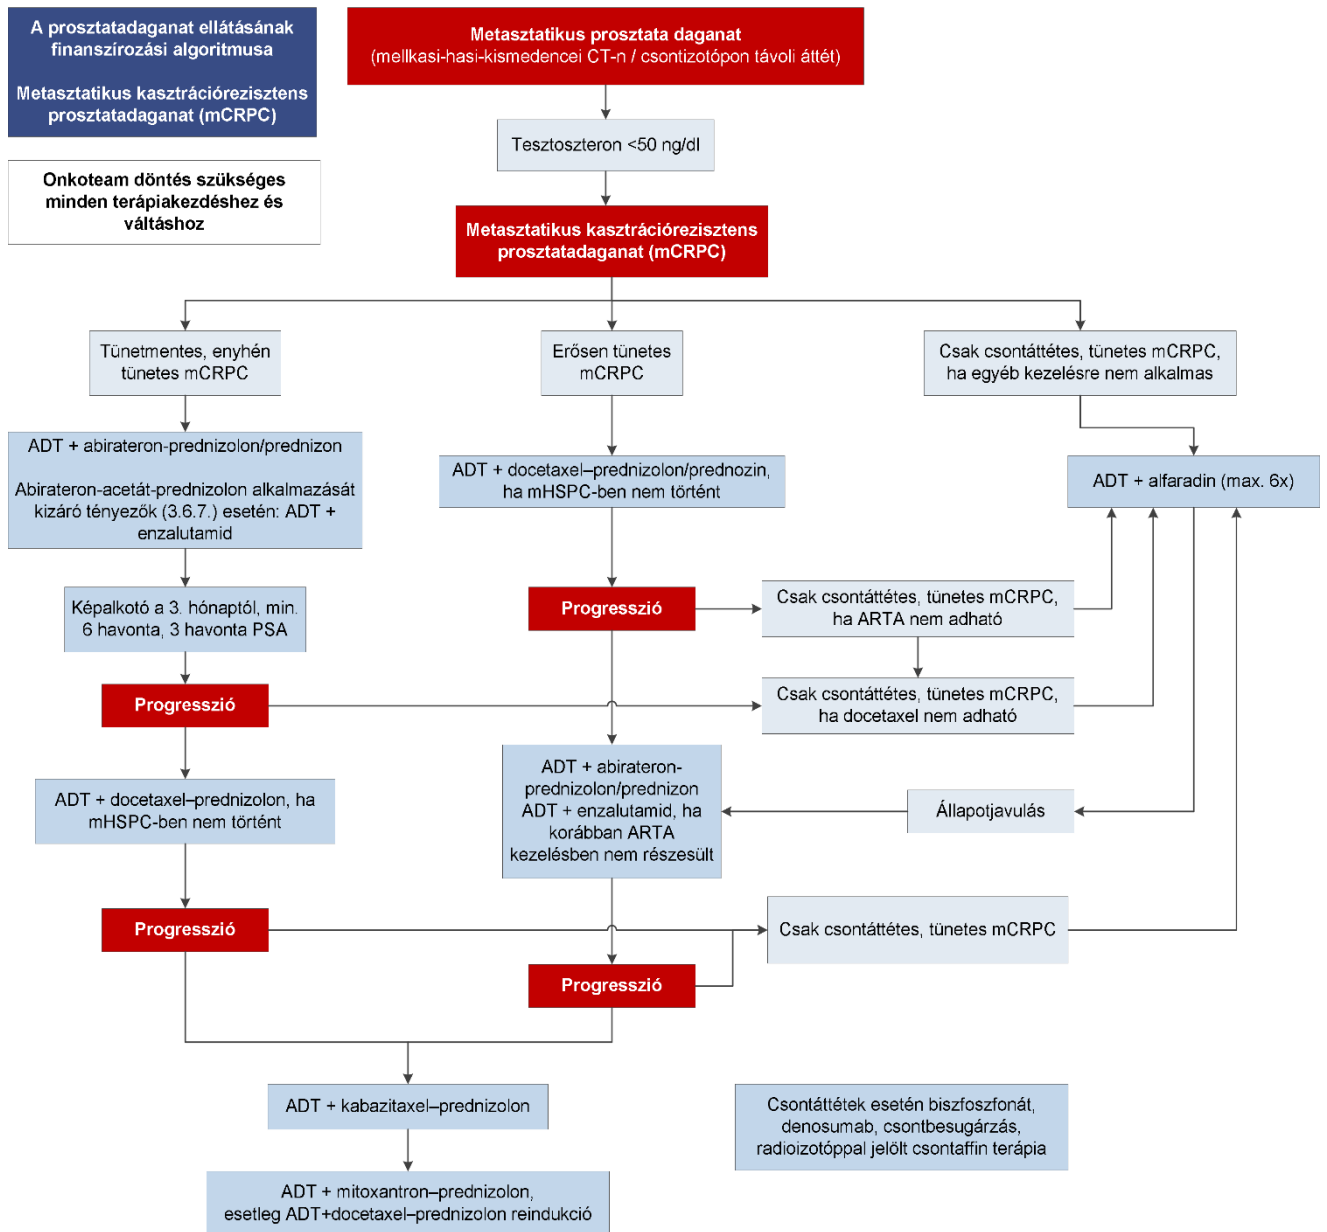 A prosztatadaganat ellátásának
finanszírozási algoritmusa
Metasztatikus kasztrációrezisztens
prosztatadaganat (mCRPC)
Onkoteam döntés szükséges
minden terápiakezdéshez és
váltáshoz
Metasztatikus prosztata daganat
(mellkasi-hasi-kismedencei CT-n / csontizotópon távoli áttét)
Tesztoszteron <50 ng/dl
Metasztatikus kasztrációrezisztens
prosztatadaganat (mCRPC)
Tünetmentes, enyhén
tünetes mCRPC
Erősen tünetes
mCRPC
Csak csontáttétes, tünetes mCRPC,
ha egyéb kezelésre nem alkalmas
ADT + abirateron-prednizolon/prednizon
Abirateron-acetát-prednizolon alkalmazását
kizáró tényezők (3.6.7.) esetén: ADT +
enzalutamid
ADT + docetaxel–prednizolon/prednozin,
ha mHSPC-ben nem történt
ADT + alfaradin (max. 6x)
Képalkotó a 3. hónaptól, min.
6 havonta, 3 havonta PSA
Progresszió
Csak csontáttétes, tünetes mCRPC,
ha ARTA nem adható
Progresszió
Csak csontáttétes, tünetes mCRPC,
ha docetaxel nem adható
ADT + docetaxel–prednizolon, ha
mHSPC-ben nem történt
ADT + abirateron-
prednizolon/prednizon
ADT + enzalutamid, ha
korábban ARTA
kezelésben nem részesült
Állapotjavulás
Progresszió
Csak csontáttétes, tünetes mCRPC
Progresszió
ADT + kabazitaxel–prednizolon
Csontáttétek esetén biszfoszfonát,
denosumab, csontbesugárzás,
radioizotóppal jelölt csontaffin terápia
ADT + mitoxantron–prednizolon,
esetleg ADT+docetaxel–prednizolon reindukció